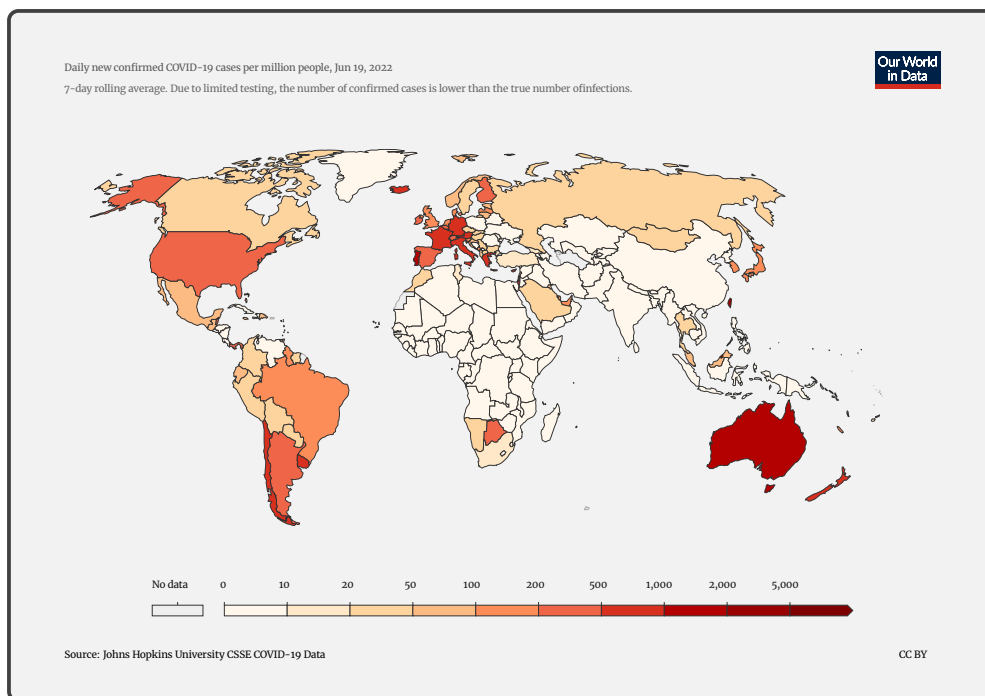 Daily new confirmed COVID-19 cases per million people, Jun 19, 2022
7-day rolling average. Due to limited testing, the number of confirmed cases is lower than the true number ofinfections.
Our World
in Data
No data 0 10 20 50 100 200 500 1,000 2,000 5,000
Source: Johns Hopkins University CSSE COVID-19 Data CC BY